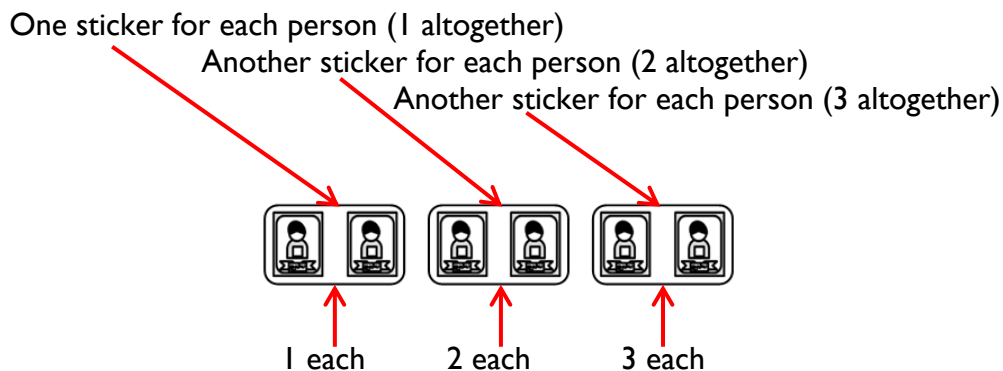 One sticker for each person (1 altogether)
Another sticker for each person (2 altogether)
Another sticker for each person (3 altogether)
1 each 2 each 3 each